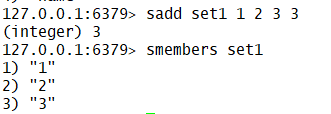 127.0.0.1:6379> sadd set1 1 2 3 3
(integer) 3
127.0.0.1:6379> smembers set1
1) "1"
2) "2"
3) "3"